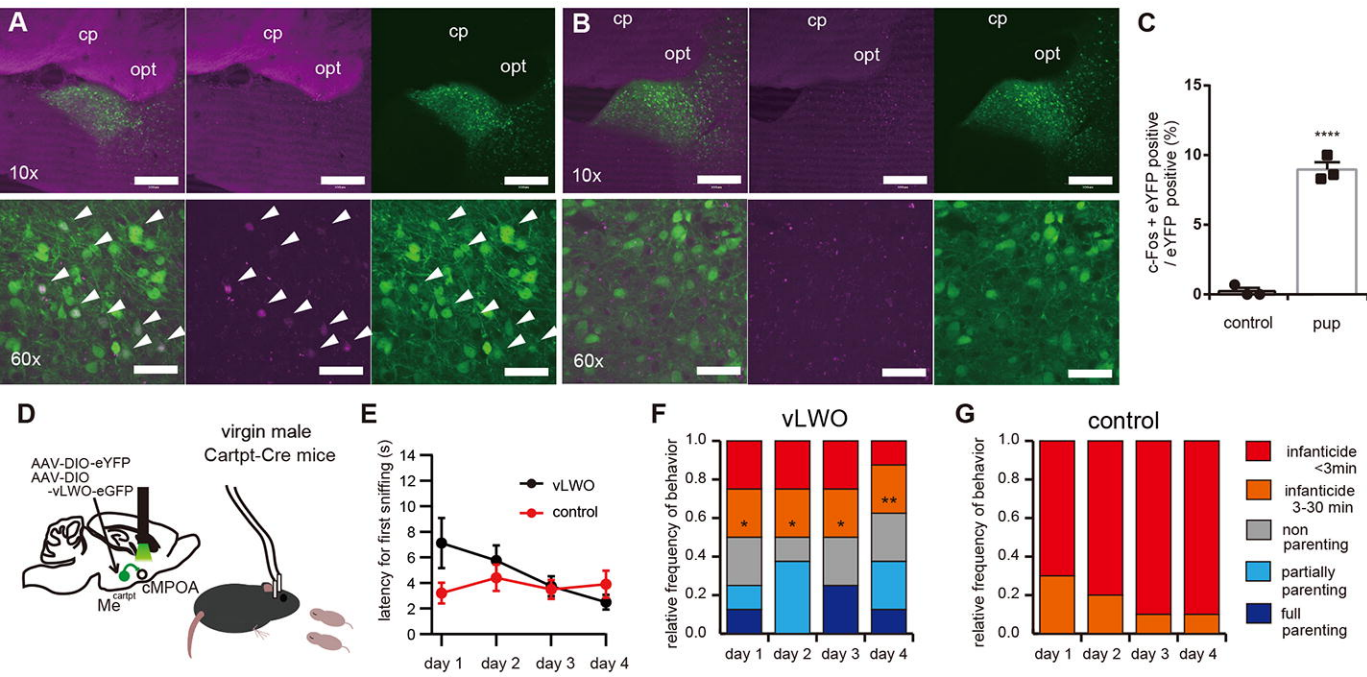 A
cp
opt
cp
opt
10x
60x
B
cp
opt
cp
opt
10x
60x
C
c-Fos + eYFP positive
/ eYFP positive (%)
15
10
5
0
****
control
pup
D
virgin male
Cartpt-Cre mice
AAV-DIO-eYFP
AAV-DIO
-vLWO-eGFP
Me
cartpt
cMPOA
E
latency for first sniffing (s)
14
12
10
8
6
4
2
0
vLWO
control
day 1
day 2
day 3
day 4
F
vLWO
relative frequency of behavior
1.0
0.8
0.6
0.4
0.2
0.0
*
*
*
**
day 1
day 2
day 3
day 4
G
control
relative frequency of behavior
1.0
0.8
0.6
0.4
0.2
0.0
day 1
day 2
day 3
day 4
infanticide
<3min
infanticide
3-30 min
non
parenting
partially
parenting
full
parenting